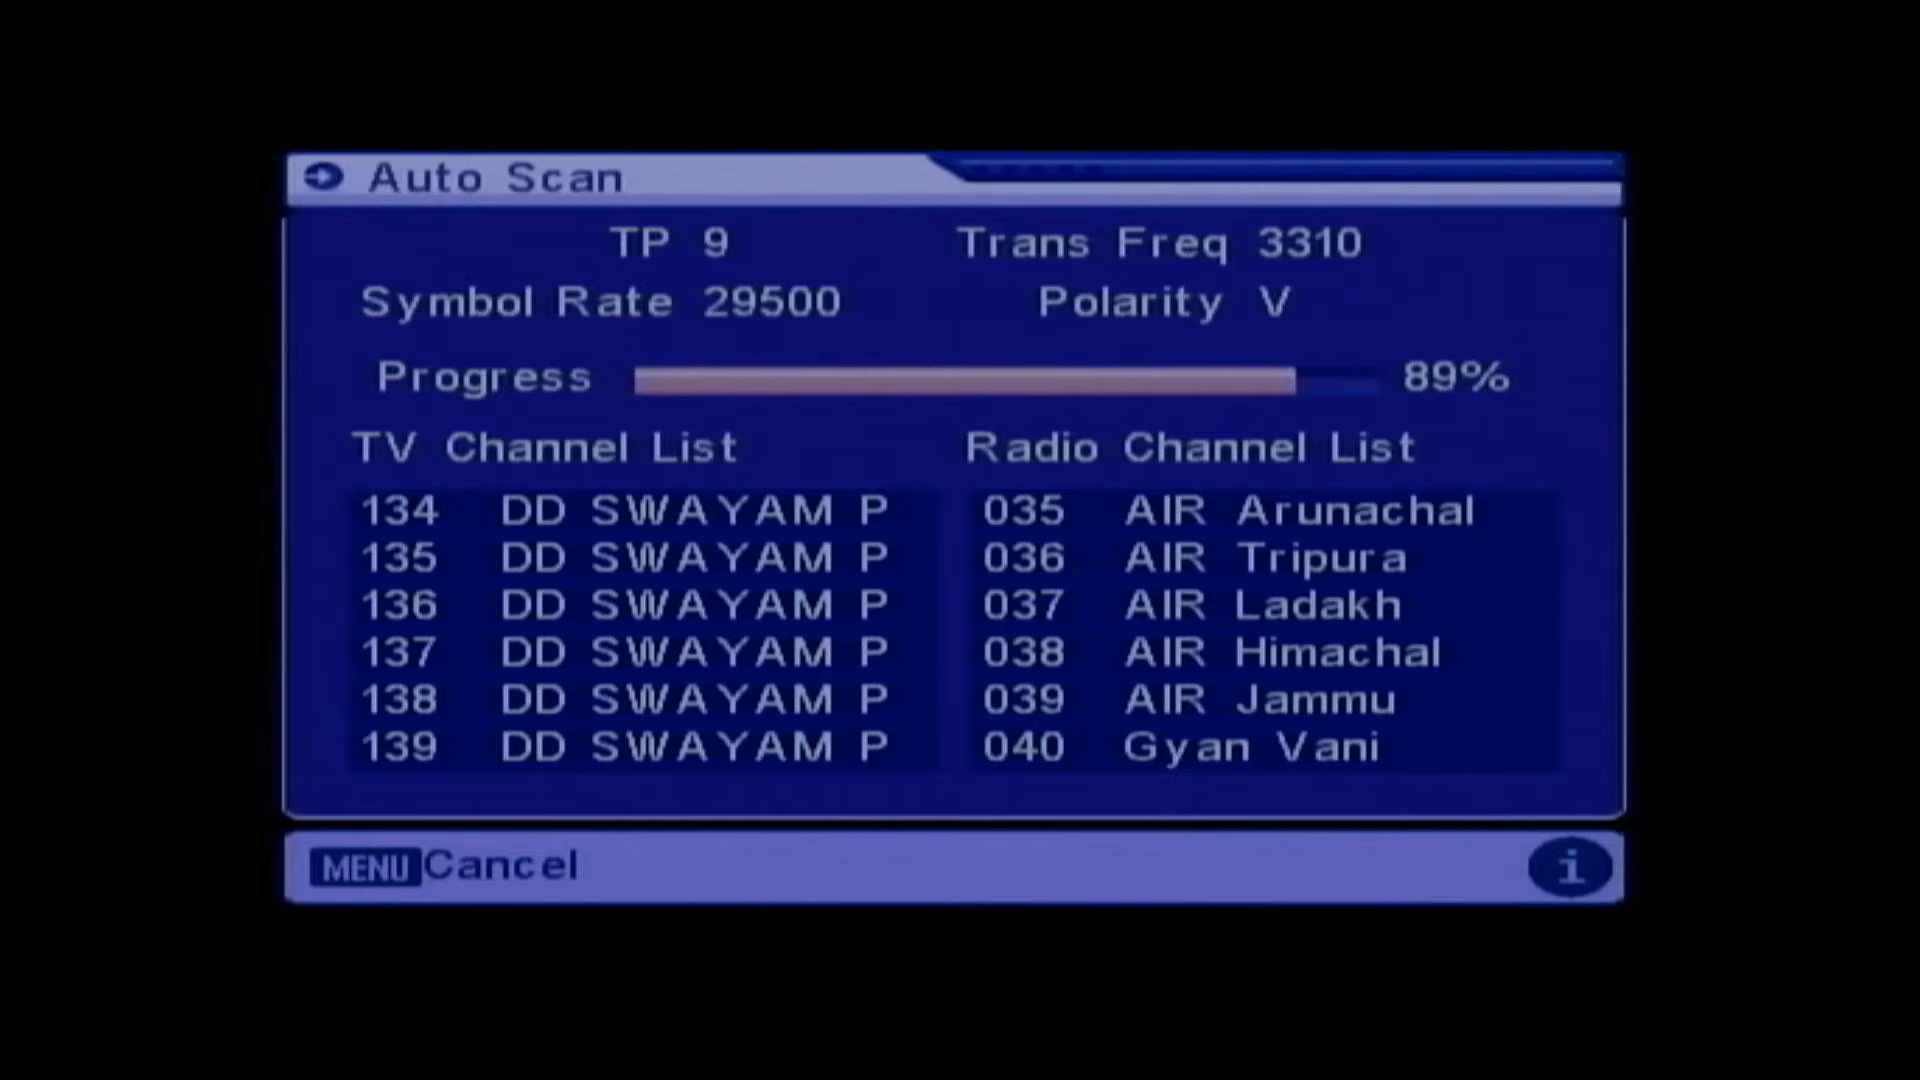 Auto Scan
TP 9 Trans Freq 3310
Symbol Rate 29500 Polarity V
Progress 89%
TV Channel List Radio Channel List
134 DD SWAYAM P 035 AIR Arunachal
135 DD SWAYAM P 036 AIR Tripura
136 DD SWAYAM P 037 AIR Ladakh
137 DD SWAYAM P 038 AIR Himachal
138 DD SWAYAM P 039 AIR Jammu
139 DD SWAYAM P 040 Gyan Vani
MENU Cancel i